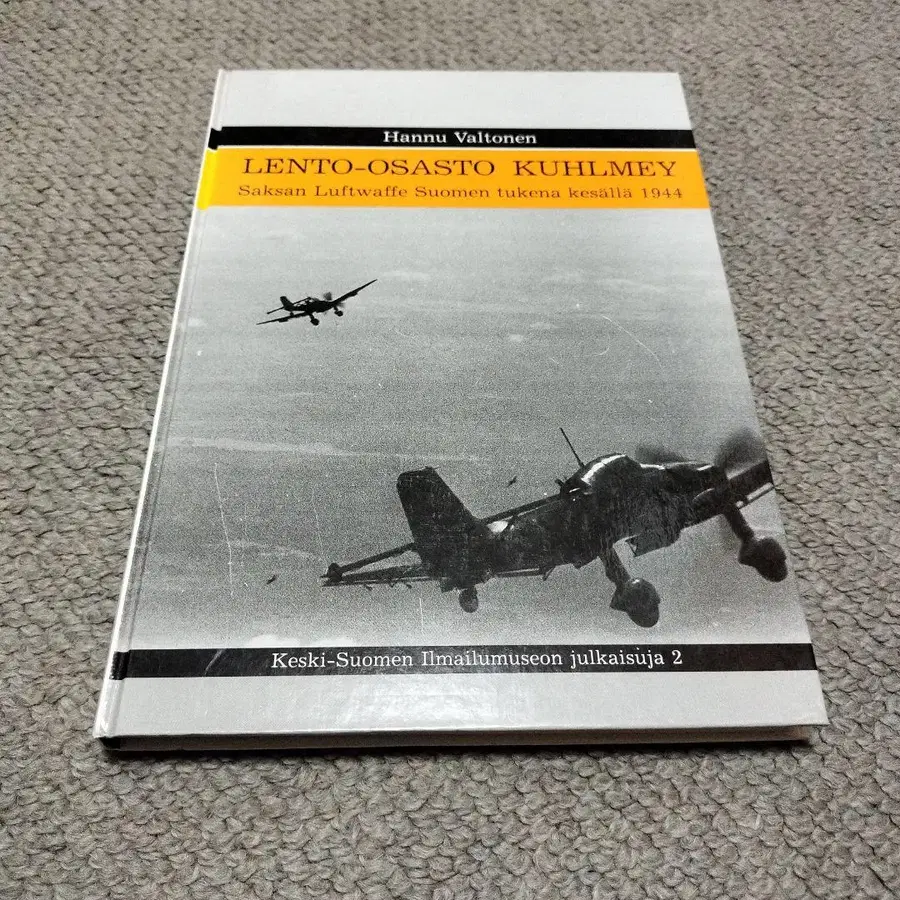 Hannu Valtonen
LENTO-OSASTO KUHLMEY
Saksan Luftwaffe Suomen tukena kesällä 1944
Keski-Suomen Ilmailumuseon julkaisuja 2